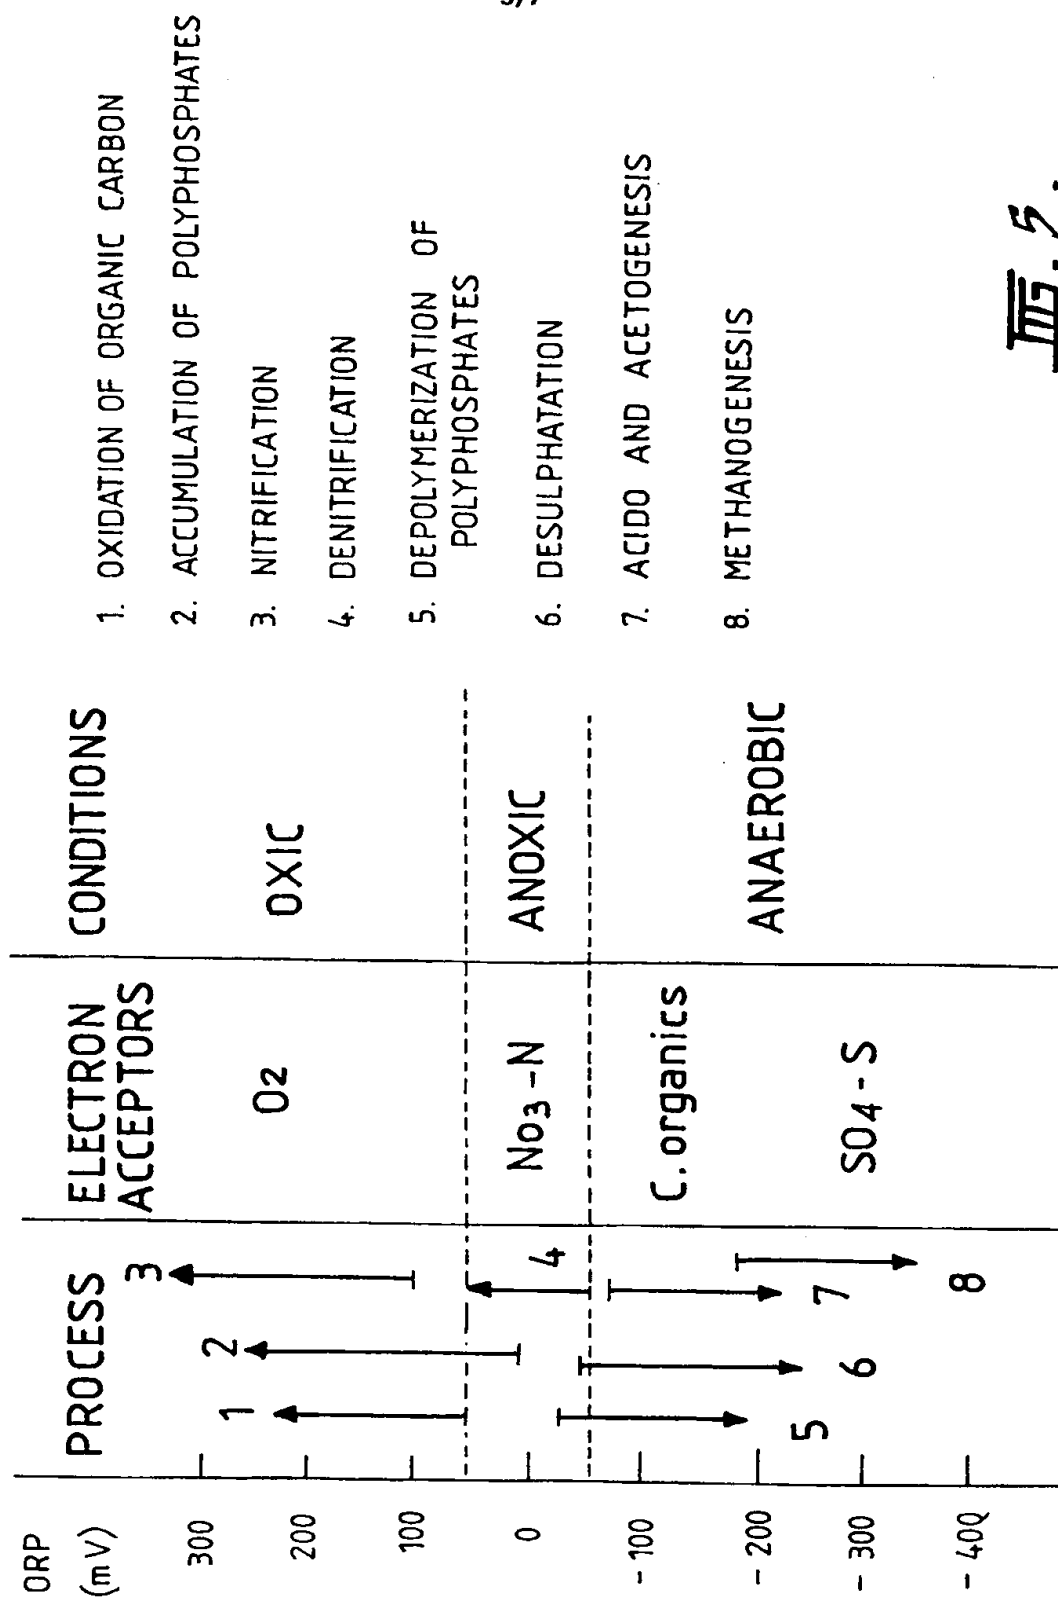 ORP
(mV)
PROCESS
ELECTRON
ACCEPTORS
CONDITIONS
300
200
100
0
- 100
- 200
- 300
- 400
1
2
3
4
5
6
7
8
O2
No3-N
C.organics
SO4-S
OXIC
ANOXIC
ANAEROBIC
1. OXIDATION OF ORGANIC CARBON
2. ACCUMULATION OF POLYPHOSPHATES
3. NITRIFICATION
4. DENITRIFICATION
5. DEPOLYMERIZATION OF
POLYPHOSPHATES
6. DESULPHATATION
7. ACIDO AND ACETOGENESIS
8. METHANOGENESIS